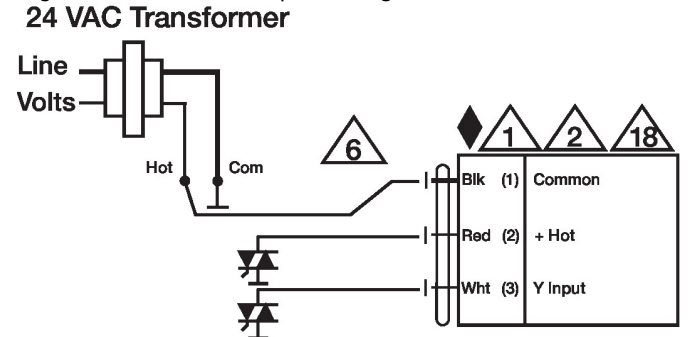 24 VAC Transformer
Line
Volts
Hot
Com
6
1
2
18
Blk (1) Common
Red (2) + Hot
Wht (3) Y Input